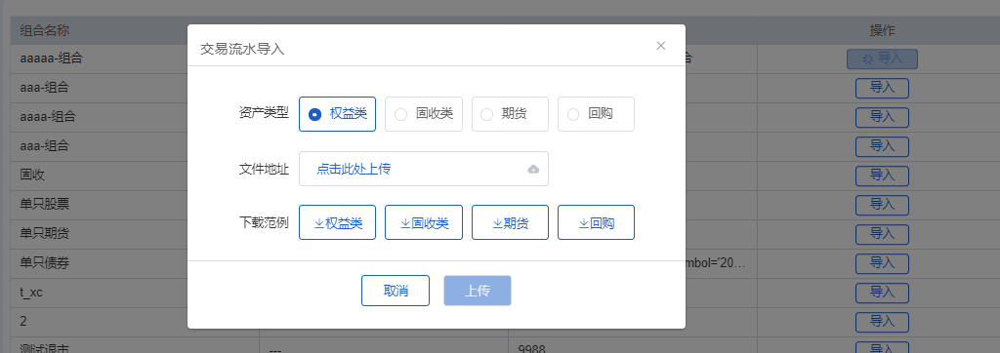 组合名称
操作
交易流水导入
aaaaa-组合
合
导入
aaa-组合
资产类型
权益类
固收类
期货
回购
导入
aaaa-组合
导入
aaa-组合
导入
固收
文件地址
点击此处上传
导入
单只股票
导入
单只期货
下载范例
权益类
固收类
期货
回购
导入
单只债券
mbol='20...
导入
t_xc
取消
上传
导入
2
导入
测试退市
---
9988
导入